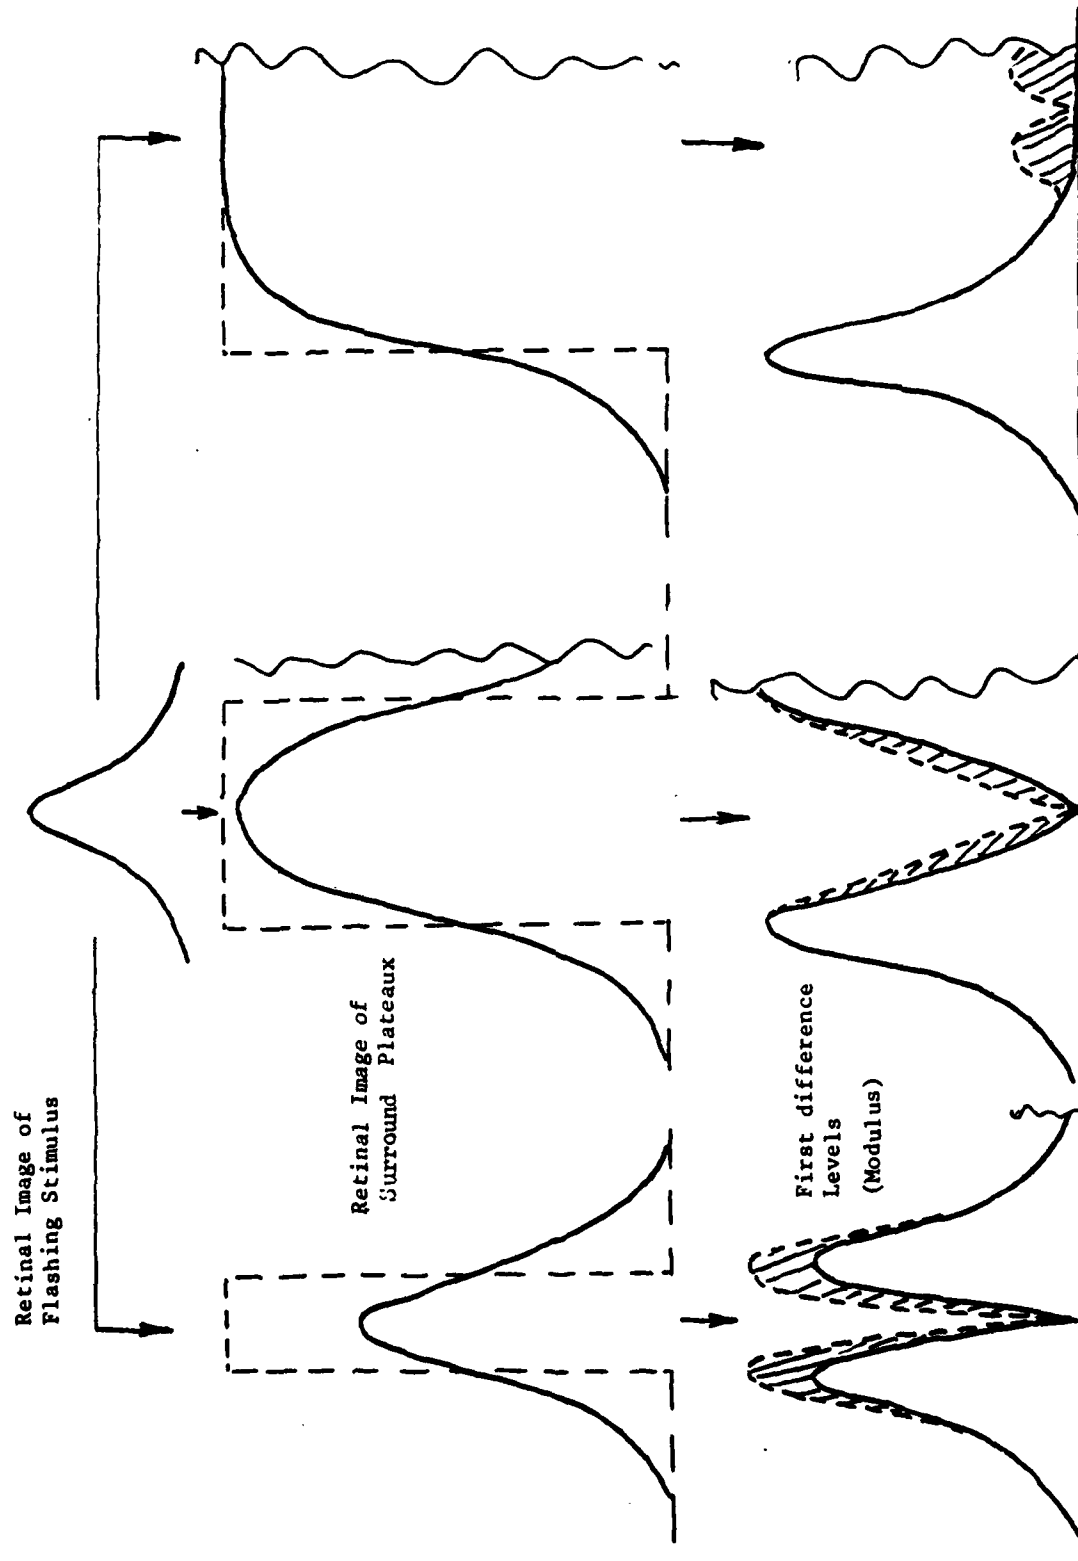 Retinal Image of
Flashing Stimulus
Retinal Image of
Surround Plateaux
First difference
Levels
(Modulus)